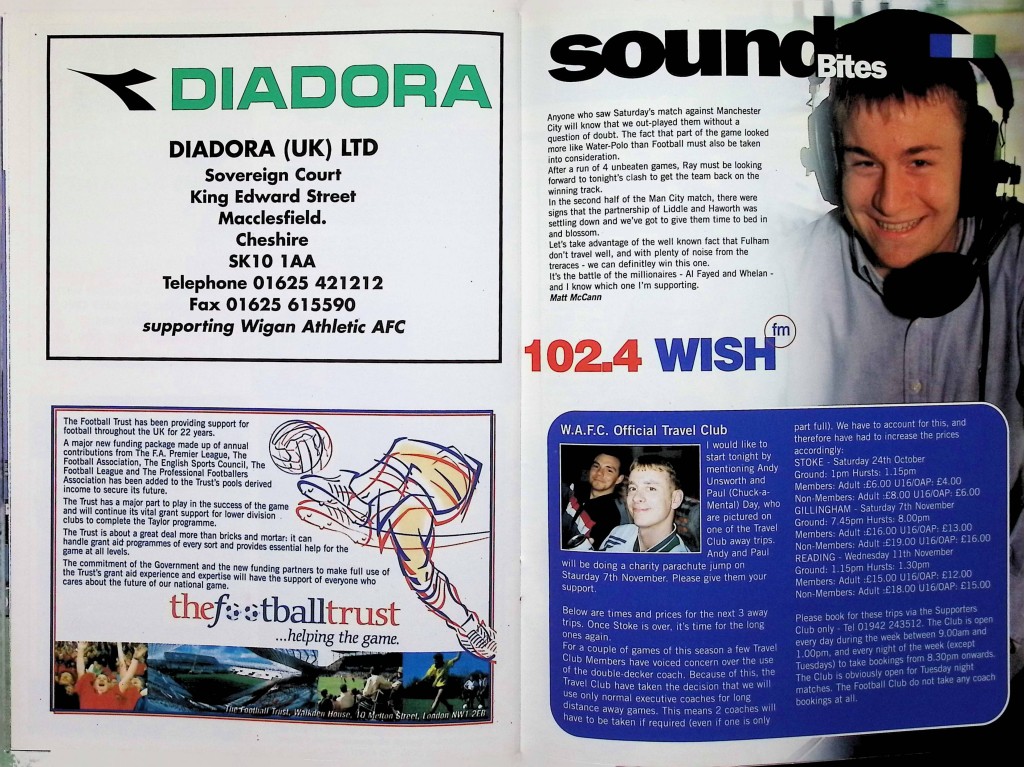 DIADORA
DIADORA (UK) LTD
Sovereign Court
King Edward Street
Macclesfield.
Cheshire
SK10 1AA
Telephone 01625 421212
Fax 01625 615590
supporting Wigan Athletic AFC
The Football Trust has been providing support for
football throughout the UK for 22 years.
A major new funding package made up of annual
contributions from The F.A. Premier League, The
Football Association, The English Sports Council, The
Football League and The Professional Footballers
Association has been added to the Trust's pools derived
income to secure its future.
The Trust has a major part to play in the success of the game
and will continue its vital grant support for lower division
clubs to complete the Taylor programme.
The Trust is about a great deal more than bricks and mortar: it can
handle grant aid programmes of every sort and provides essential help for the
game at all levels.
The commitment of the Government and the new funding partners to make full use of
the Trust's grant aid experience and expertise will have the support of everyone who
cares about the future of our national game.
thefootballtrust
...helping the game.
The Football Trust, Walkden House, 10 Melton Street, London NW1 2EB
sound
Bites
Anyone who saw Saturday's match against Manchester
City will know that we out-played them without a
question of doubt. The fact that part of the game looked
more like Water-Polo than Football must also be taken
into consideration.
After a run of 4 unbeaten games, Ray must be looking
forward to tonight's clash to get the team back on the
winning track.
In the second half of the Man City match, there were
signs that the partnership of Liddle and Haworth was
settling down and we've got to give them time to bed in
and blossom.
Let's take advantage of the well known fact that Fulham
don't travel well, and with plenty of noise from the
treraces - we can definitley win this one.
It's the battle of the millionaires - Al Fayed and Whelan -
and I know which one I'm supporting.
Matt McCann
102.4 WISH fm
W.A.F.C. Official Travel Club
I would like to
start tonight by
mentioning Andy
Unsworth and
Paul (Chuck-a-
Mental) Day, who
are pictured on
one of the Travel
Club away trips.
Andy and Paul
will be doing a charity parachute jump on
Staurday 7th November. Please give them your
support.
Below are times and prices for the next 3 away
trips. Once Stoke is over, it's time for the long
ones again.
For a couple of games of this season a few Travel
Club Members have voiced concern over the use
of the double-decker coach. Because of this, the
Travel Club have taken the decision that we will
use only normal executive coaches for long
distance away games. This means 2 coaches will
have to be taken if required (even if one is only
part full). We have to account for this, and
therefore have had to increase the prices
accordingly:
STOKE - Saturday 24th October
Ground: 1pm Hursts: 1.15pm
Members: Adult :£6.00 U16/OAP: £4.00
Non-Members: Adult :£8.00 U16/OAP: £6.00
GILLINGHAM - Saturday 7th November
Ground: 7.45pm Hursts: 8.00pm
Members: Adult :£16.00 U16/OAP: £13.00
Non-Members: Adult :£19.00 U16/OAP: £16.00
READING - Wednesday 11th November
Ground: 1.15pm Hursts: 1.30pm
Members: Adult :£15.00 U16/OAP: £12.00
Non-Members: Adult :£18.00 U16/OAP: £15.00
Please book for these trips via the Supporters
Club only - Tel 01942 243512. The Club is open
every day during the week between 9.00am and
1.00pm, and every night of the week (except
Tuesdays) to take bookings from 8.30pm onwards.
The Club is obviously open for Tuesday night
matches. The Football Club do not take any coach
bookings at all.